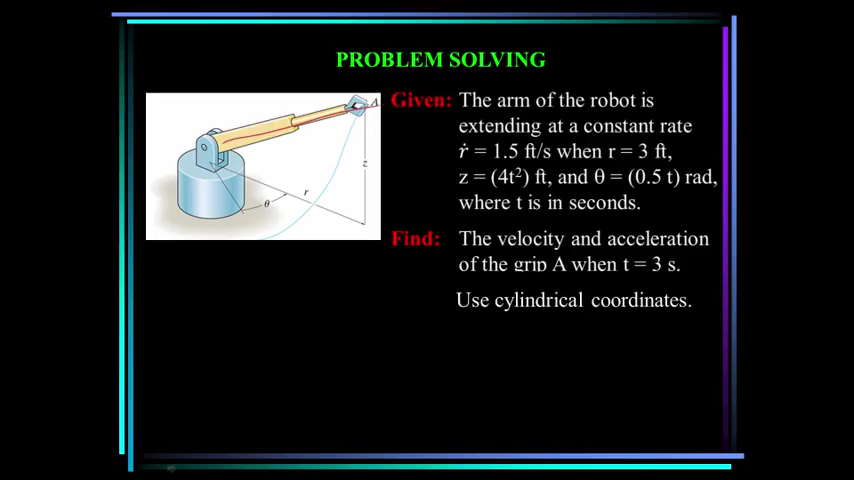 PROBLEM SOLVING
Given: The arm of the robot is
extending at a constant rate
ṙ = 1.5 ft/s when r = 3 ft,
z = (4t²) ft, and θ = (0.5 t) rad,
where t is in seconds.
Find: The velocity and acceleration
of the grip A when t = 3 s.
Use cylindrical coordinates.
A
z
r
θ